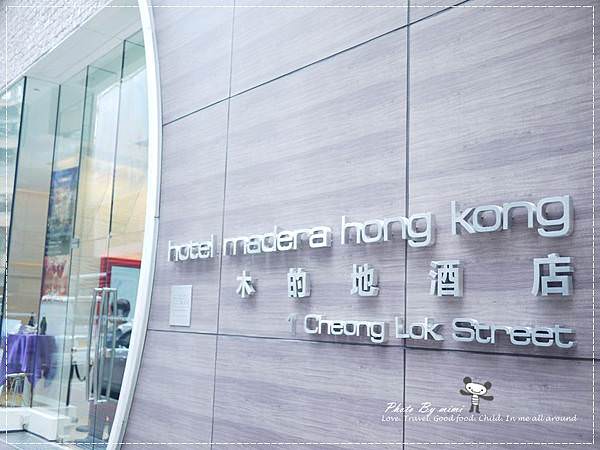 hotel madera hong kong
木的地酒店
1 Cheong Lok Street
Photo By mimi
Love. Travel. Good food. Child. In me all around